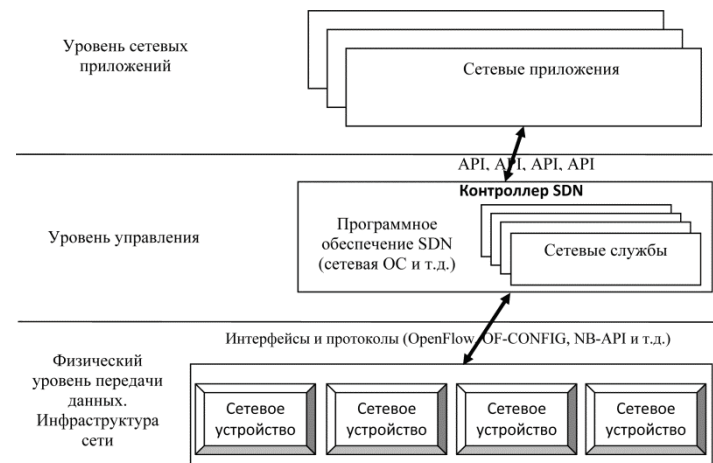 Уровень сетевых
приложений
Сетевые приложения
API, API, API, API
Контроллер SDN
Уровень управления
Программное
обеспечение SDN
(сетевая ОС и т.д.)
Сетевые службы
Интерфейсы и протоколы (OpenFlow, OF-CONFIG, NB-API и т.д.)
Физический
уровень передачи
данных.
Инфраструктура
сети
Сетевое
устройство
Сетевое
устройство
Сетевое
устройство
Сетевое
устройство